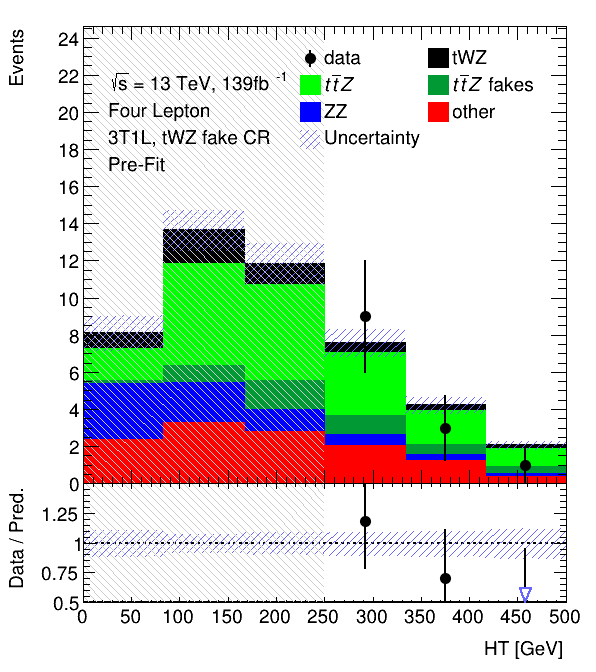 Events
24
22
20
18
16
14
12
10
8
6
4
2
0
√s = 13 TeV, 139fb⁻¹
Four Lepton
3T1L, tWZ fake CR
Pre-Fit
data
tt̄Z
ZZ
Uncertainty
tWZ
tt̄Z fakes
other
Data / Pred.
1.25
1
0.75
0.5
0 50 100 150 200 250 300 350 400 450 500
HT [GeV]